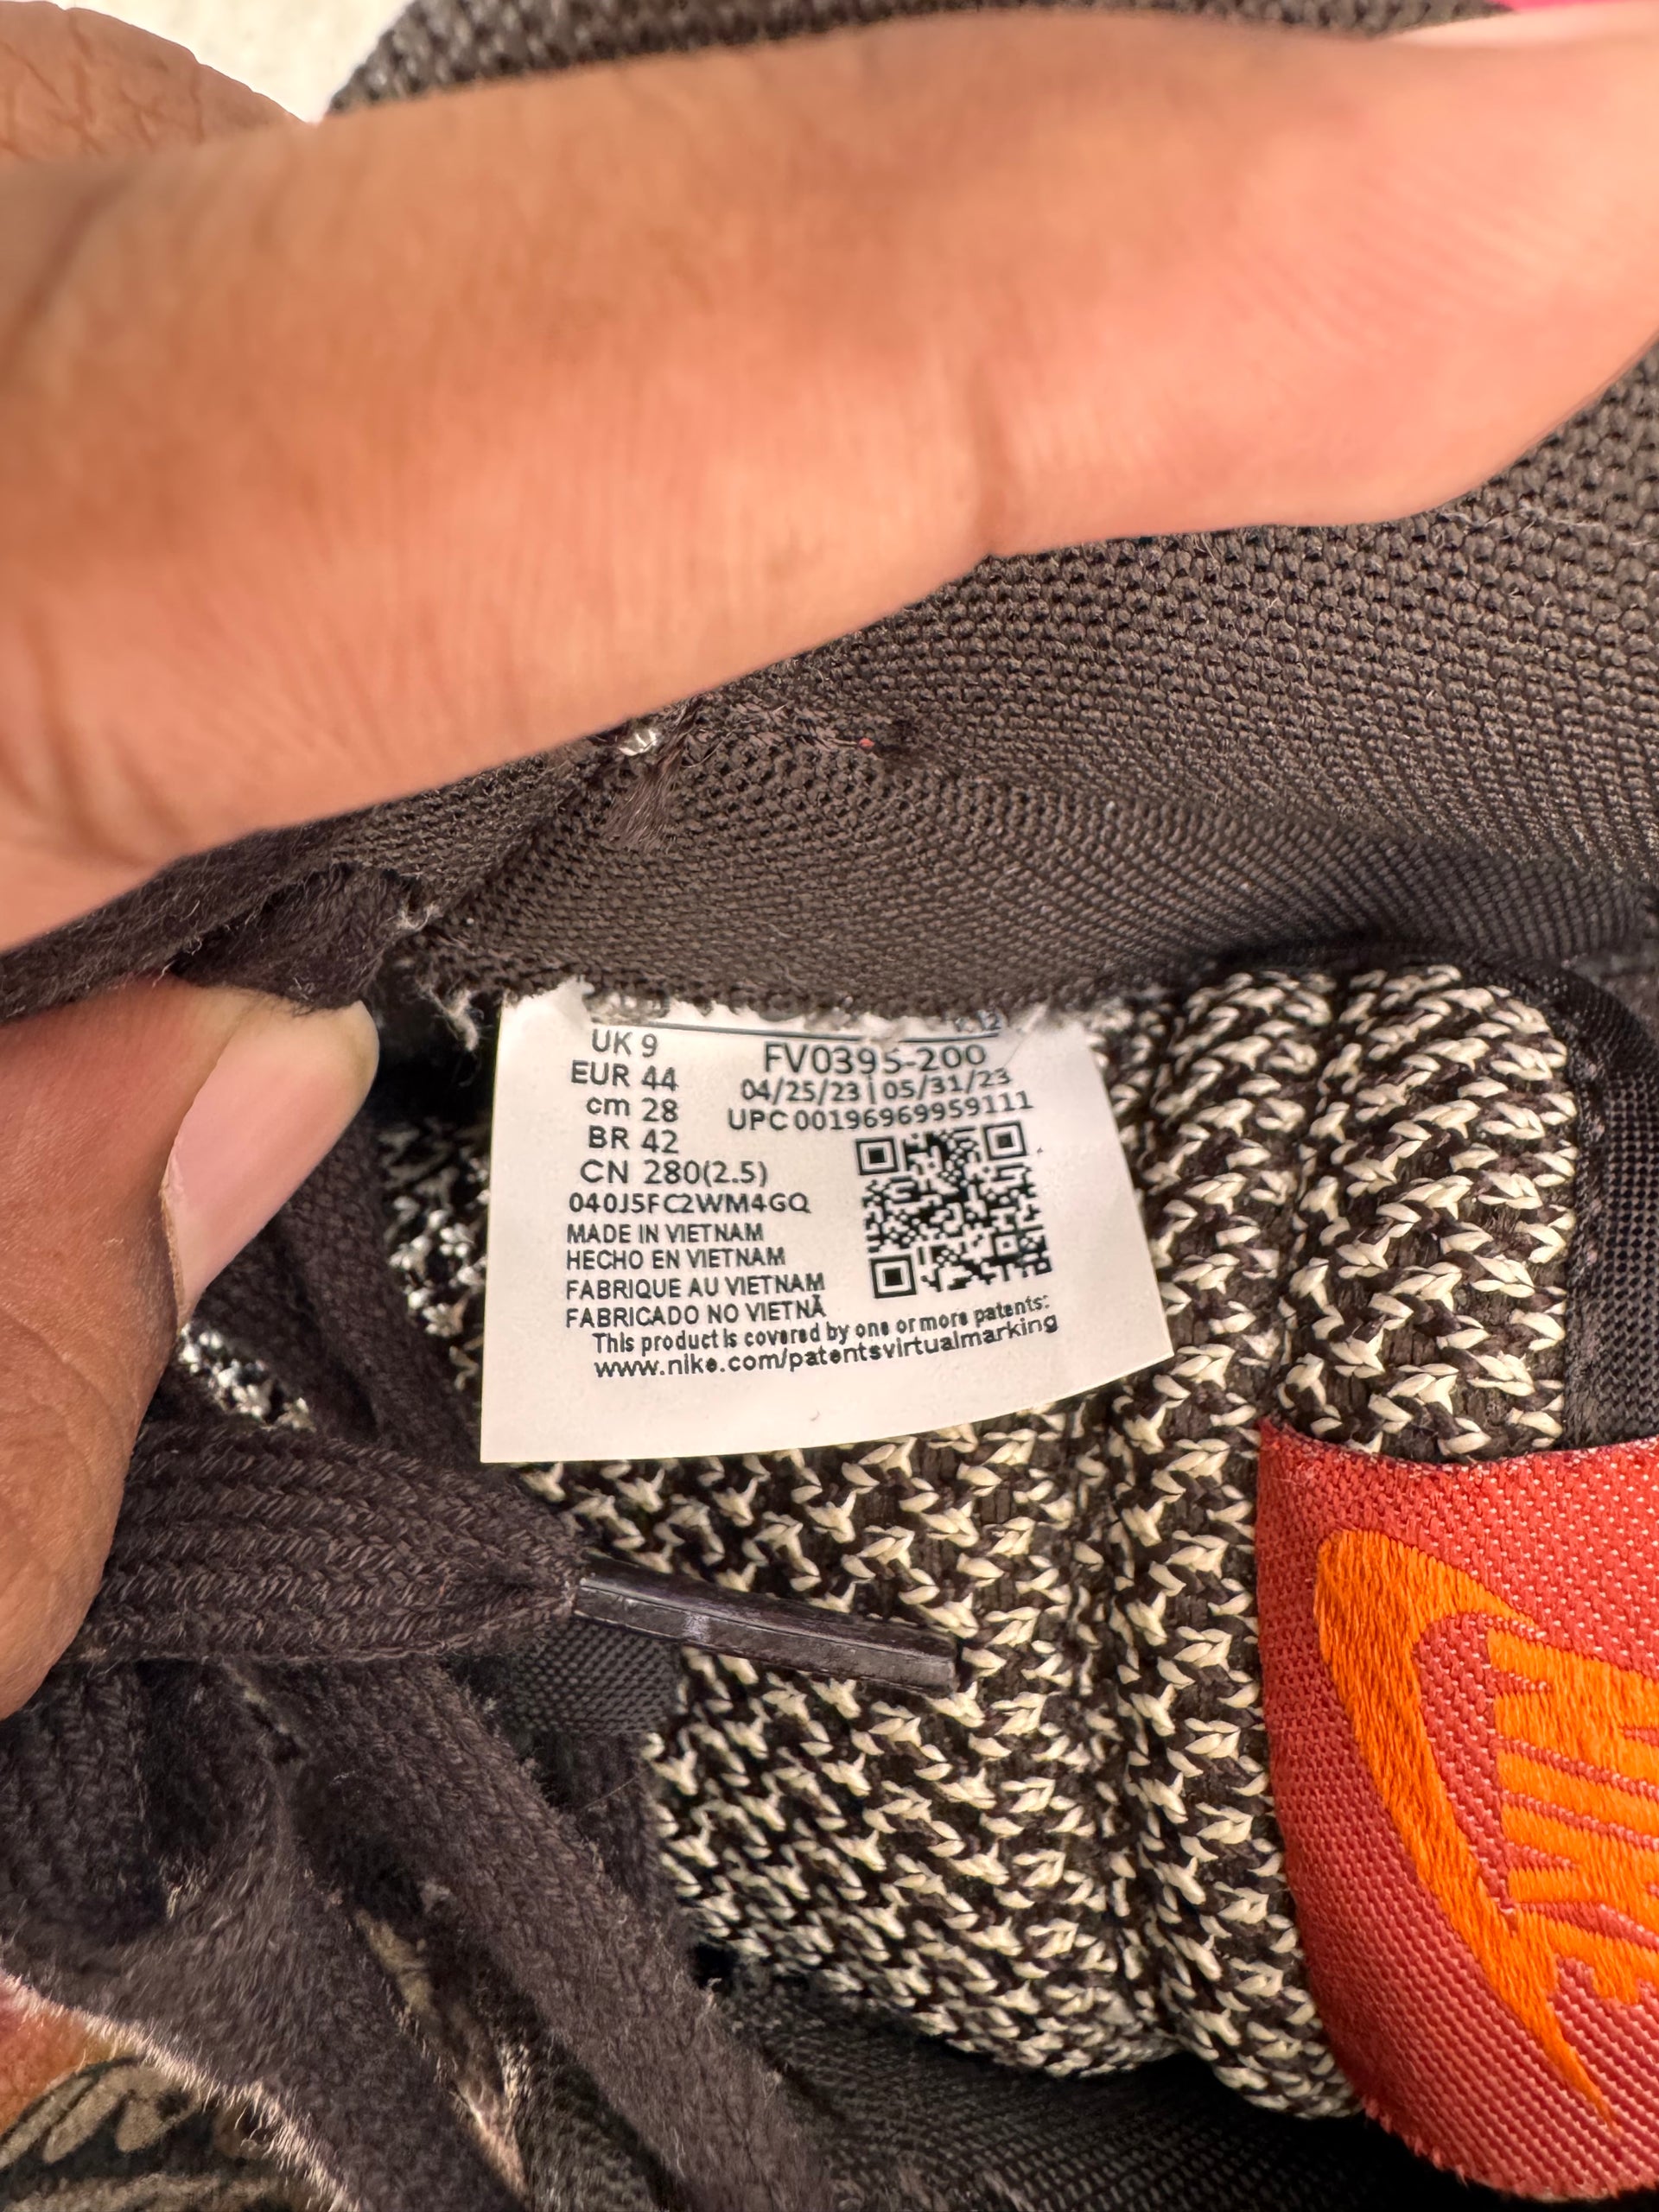 UK 9
EUR 44
cm 28
BR 42
CN 280(2.5)
040J5FC2WM4GQ
MADE IN VIETNAM
HECHO EN VIETNAM
FABRIQUE AU VIETNAM
FABRICADO NO VIETNÃ
FV0395-200
04/25/23 | 05/31/23
UPC 00196969959111
This product is covered by one or more patents:
www.nike.com/patentsvirtualmarking
NIKE